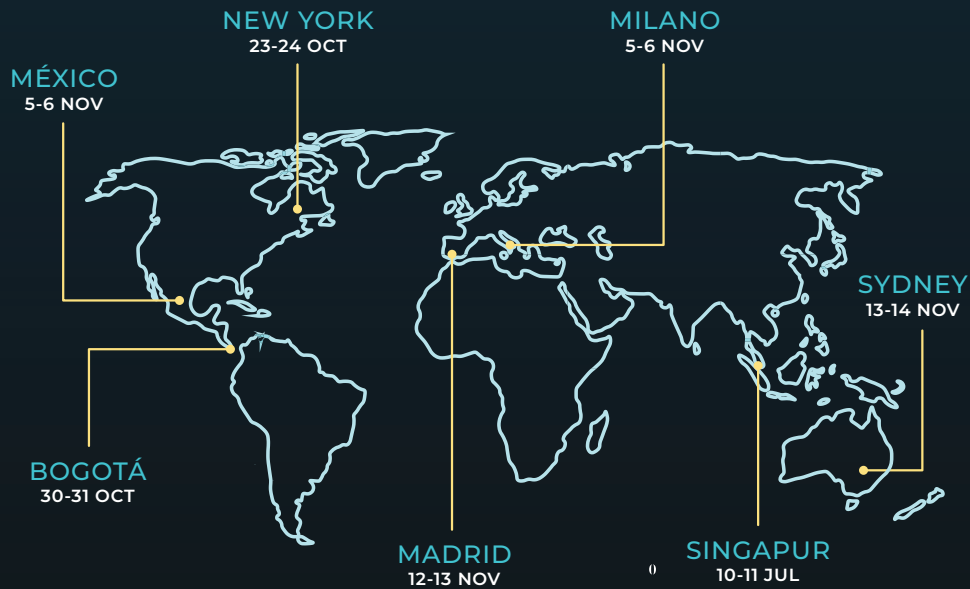 NEW YORK
23-24 OCT
MILANO
5-6 NOV
MÉXICO
5-6 NOV
SYDNEY
13-14 NOV
BOGOTÁ
30-31 OCT
MADRID
12-13 NOV
SINGAPUR
10-11 JUL
0